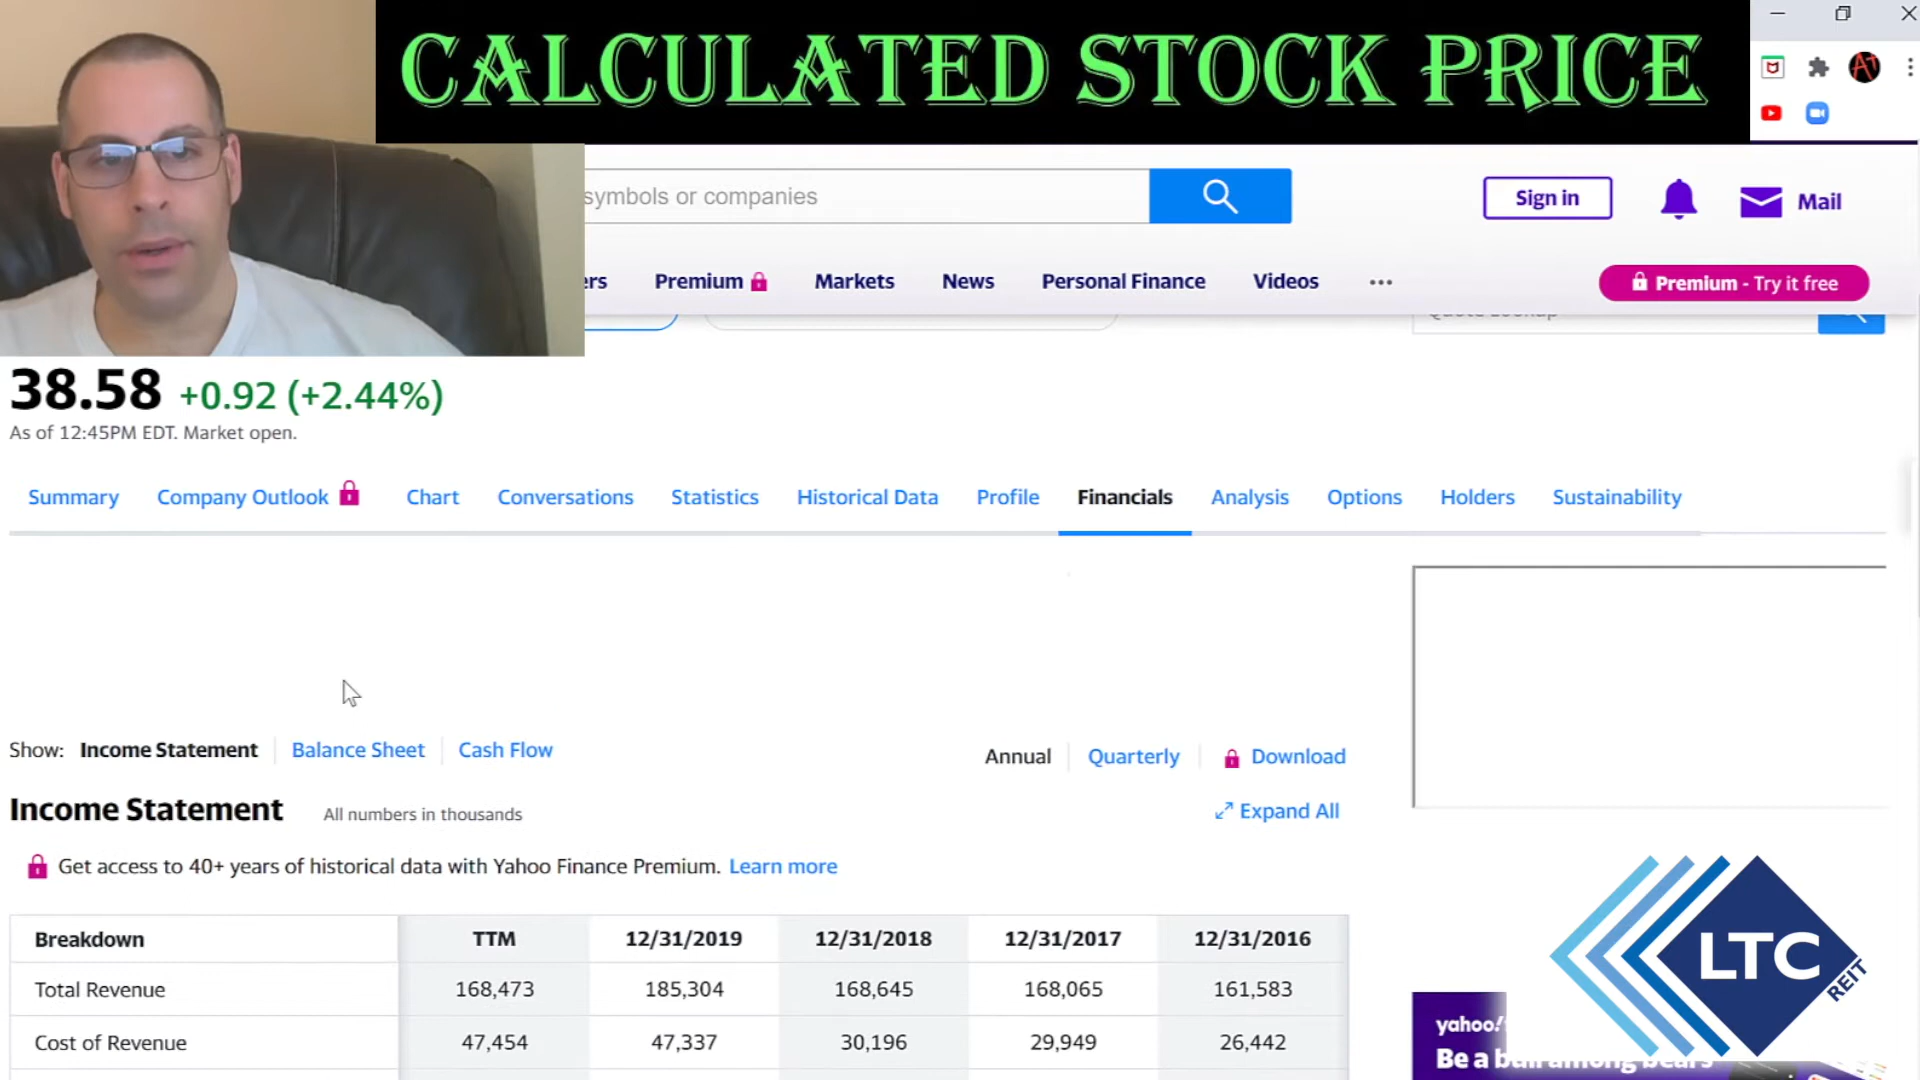 CALCULATED STOCK PRICE
symbols or companies
Sign in
Mail
ers Premium Markets News Personal Finance Videos ...
Premium - Try it free
38.58 +0.92 (+2.44%)
As of 12:45PM EDT. Market open.
Summary Company Outlook Chart Conversations Statistics Historical Data Profile Financials Analysis Options Holders Sustainability
Show: Income Statement Balance Sheet Cash Flow
Annual Quarterly Download
Income Statement All numbers in thousands
Expand All
Get access to 40+ years of historical data with Yahoo Finance Premium. Learn more
Breakdown TTM 12/31/2019 12/31/2018 12/31/2017 12/31/2016
Total Revenue 168,473 185,304 168,645 168,065 161,583
Cost of Revenue 47,454 47,337 30,196 29,949 26,442
LTC
REIT
yahoo!
Be a bull among bears